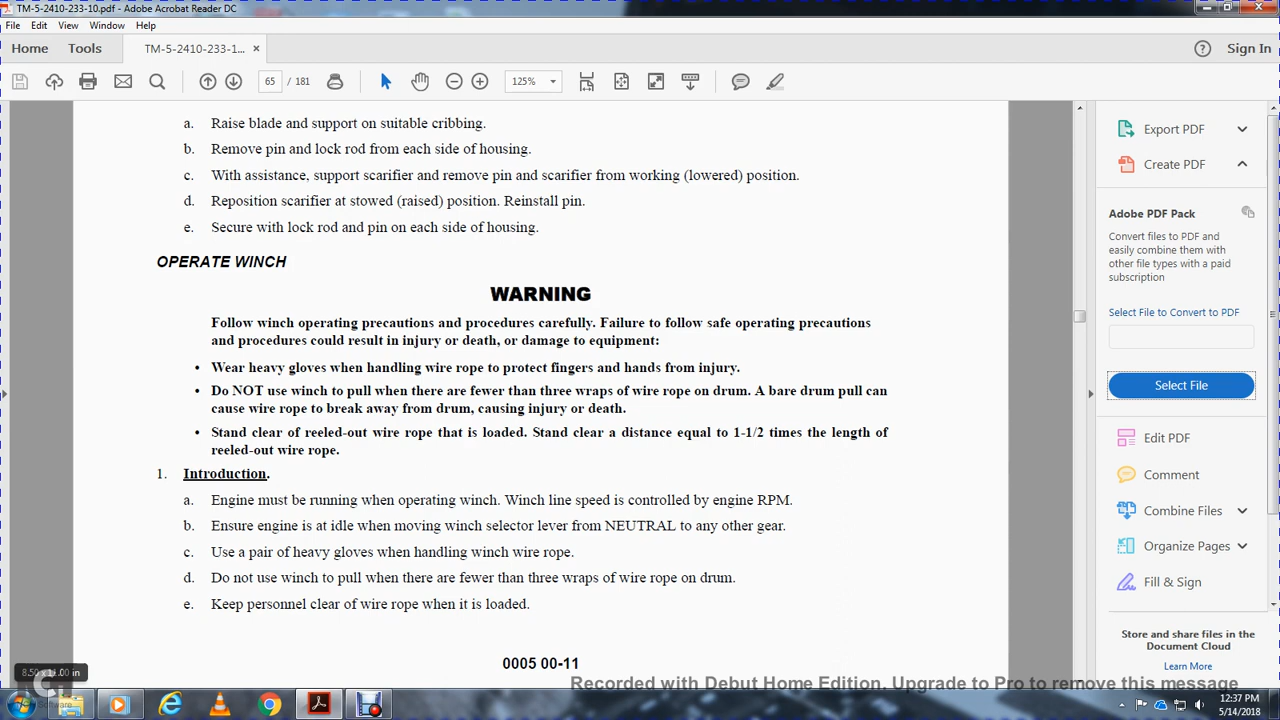 TM-5-2410-233-10.pdf - Adobe Acrobat Reader DC
File Edit View Window Help
Home Tools TM-5-2410-233-1... × Sign In
65 / 181 125%
a. Raise blade and support on suitable cribbing.
b. Remove pin and lock rod from each side of housing.
c. With assistance, support scarifier and remove pin and scarifier from working (lowered) position.
d. Reposition scarifier at stowed (raised) position. Reinstall pin.
e. Secure with lock rod and pin on each side of housing.
OPERATE WINCH
WARNING
Follow winch operating precautions and procedures carefully. Failure to follow safe operating precautions
and procedures could result in injury or death, or damage to equipment:
• Wear heavy gloves when handling wire rope to protect fingers and hands from injury.
• Do NOT use winch to pull when there are fewer than three wraps of wire rope on drum. A bare drum pull can
cause wire rope to break away from drum, causing injury or death.
• Stand clear of reeled-out wire rope that is loaded. Stand clear a distance equal to 1-1/2 times the length of
reeled-out wire rope.
1. Introduction.
a. Engine must be running when operating winch. Winch line speed is controlled by engine RPM.
b. Ensure engine is at idle when moving winch selector lever from NEUTRAL to any other gear.
c. Use a pair of heavy gloves when handling winch wire rope.
d. Do not use winch to pull when there are fewer than three wraps of wire rope on drum.
e. Keep personnel clear of wire rope when it is loaded.
0005 00-11
8.50 x 11.00 in
Export PDF
Create PDF
Adobe PDF Pack
Convert files to PDF and
easily combine them with
other file types with a paid
subscription
Select File to Convert to PDF
Select File
Edit PDF
Comment
Combine Files
Organize Pages
Fill & Sign
Store and share files in the
Document Cloud
Learn More
Recorded with Debut Home Edition. Upgrade to Pro to remove this message
Software
12:37 PM
5/14/2018